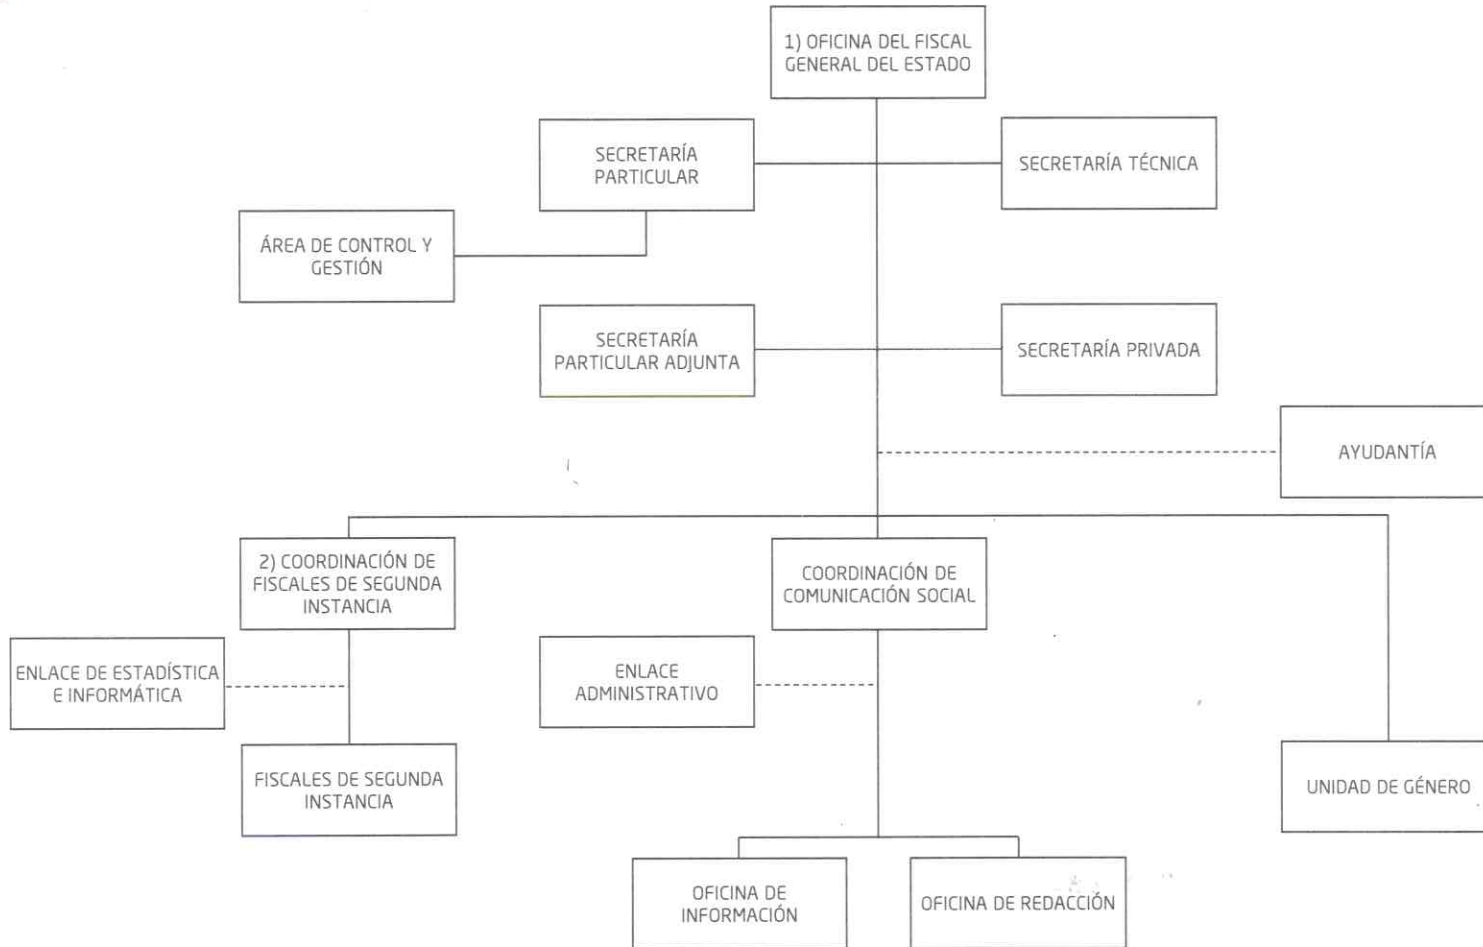 1) OFICINA DEL FISCAL
GENERAL DEL ESTADO
SECRETARÍA
PARTICULAR
SECRETARÍA TÉCNICA
ÁREA DE CONTROL Y
GESTIÓN
SECRETARÍA
PARTICULAR ADJUNTA
SECRETARÍA PRIVADA
AYUDANTÍA
2) COORDINACIÓN DE
FISCALES DE SEGUNDA
INSTANCIA
COORDINACIÓN DE
COMUNICACIÓN SOCIAL
ENLACE DE ESTADÍSTICA
E INFORMÁTICA
ENLACE
ADMINISTRATIVO
FISCALES DE SEGUNDA
INSTANCIA
UNIDAD DE GÉNERO
OFICINA DE
INFORMACIÓN
OFICINA DE REDACCIÓN